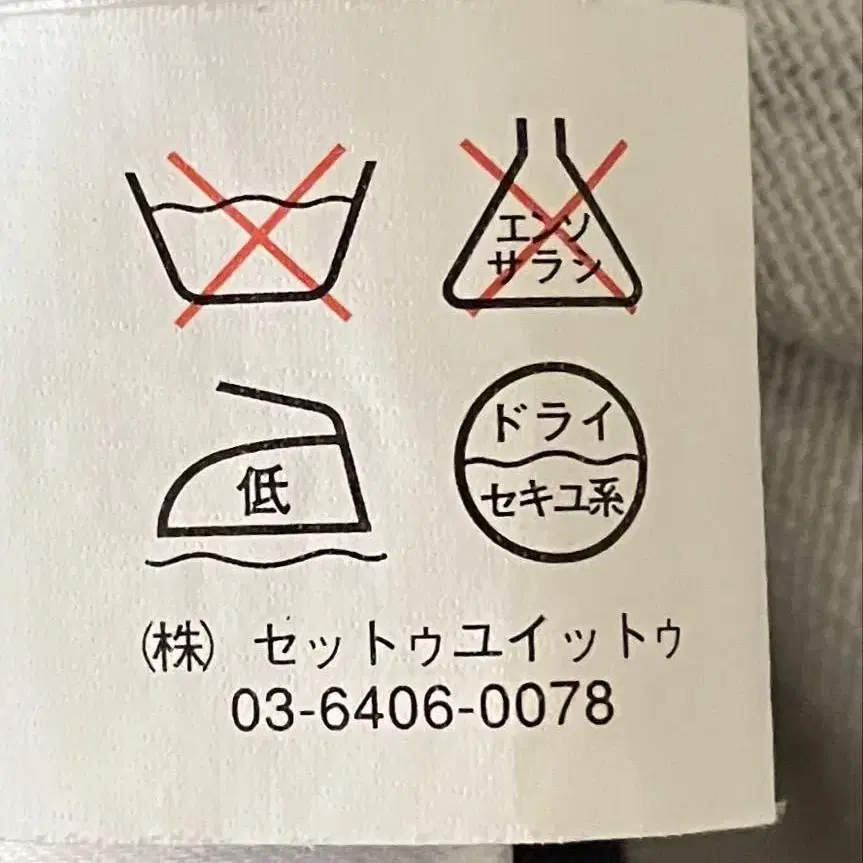 エンソ
サラシ
低
ドライ
セキユ系
㈱ セットゥユイットゥ
03-6406-0078